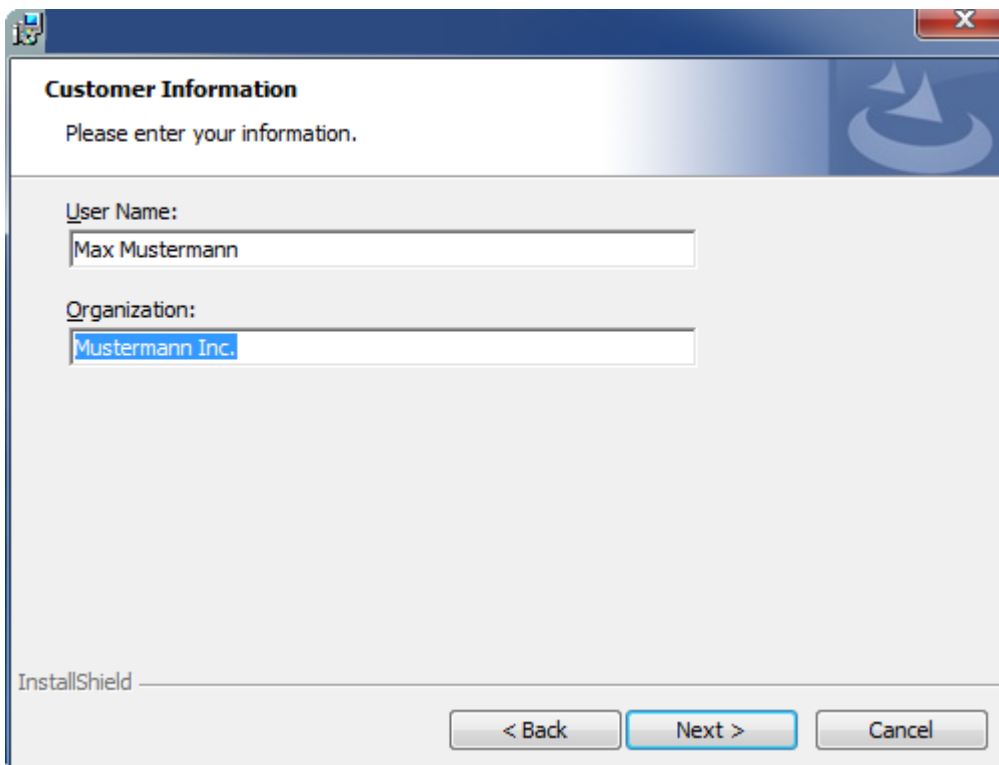 Customer Information
Please enter your information.
User Name:
Max Mustermann
Organization:
Mustermann Inc.
InstallShield
< Back
Next >
Cancel